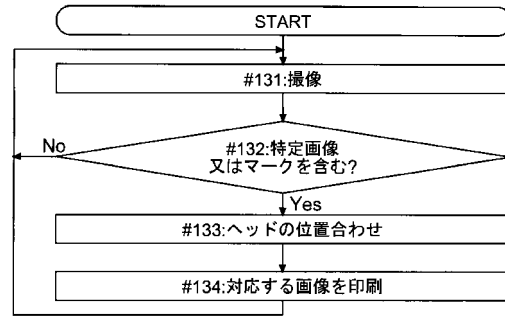 START
#131:撮像
#132:特定画像
又はマークを含む?
No
Yes
#133:ヘッドの位置合わせ
#134:対応する画像を印刷